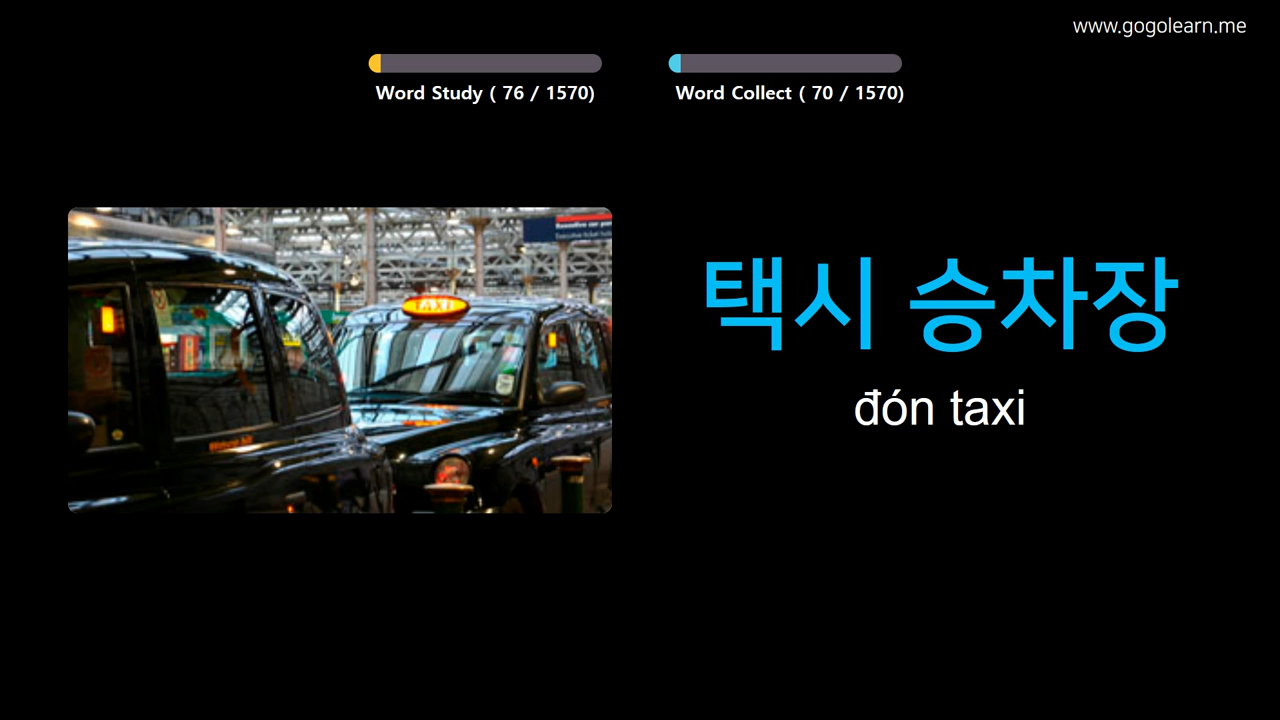 www.gogolearn.me
Word Study ( 76 / 1570)
Word Collect ( 70 / 1570)
TAXI
택시 승차장
đón taxi